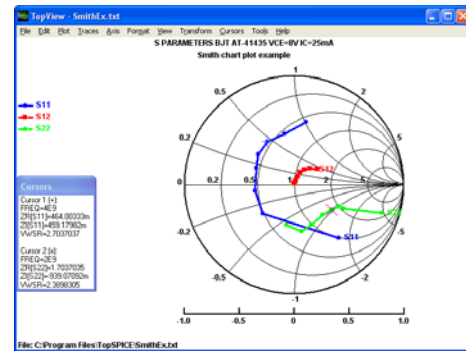 TopView - SmithEx.txt
File Edit Plot Traces Axis Format View Transform Cursors Tools Help
S PARAMETERS BJT AT-41435 VCE=8V IC=25mA
Smith chart plot example
S11
S12
S22
1
0.5
2
0.2
5
0
0.2
0.5
1
2
5
S12
S22
S11
-0.2
-5
-0.5
-2
-1
Cursors
Cursor 1 [+]:
FREQ=4E9
ZR[S11]=464.00333m
ZI[S11]=459.17982m
VWSR=2.7037037
Cursor 2 [x]:
FREQ=2E9
ZR[S22]=1.7037035
ZI[S22]=-939.07092m
VWSR=2.3898305
-1.0 -0.5 0.0 0.5 1.0
File: C:\Program Files\TopSPICE\SmithEx.txt